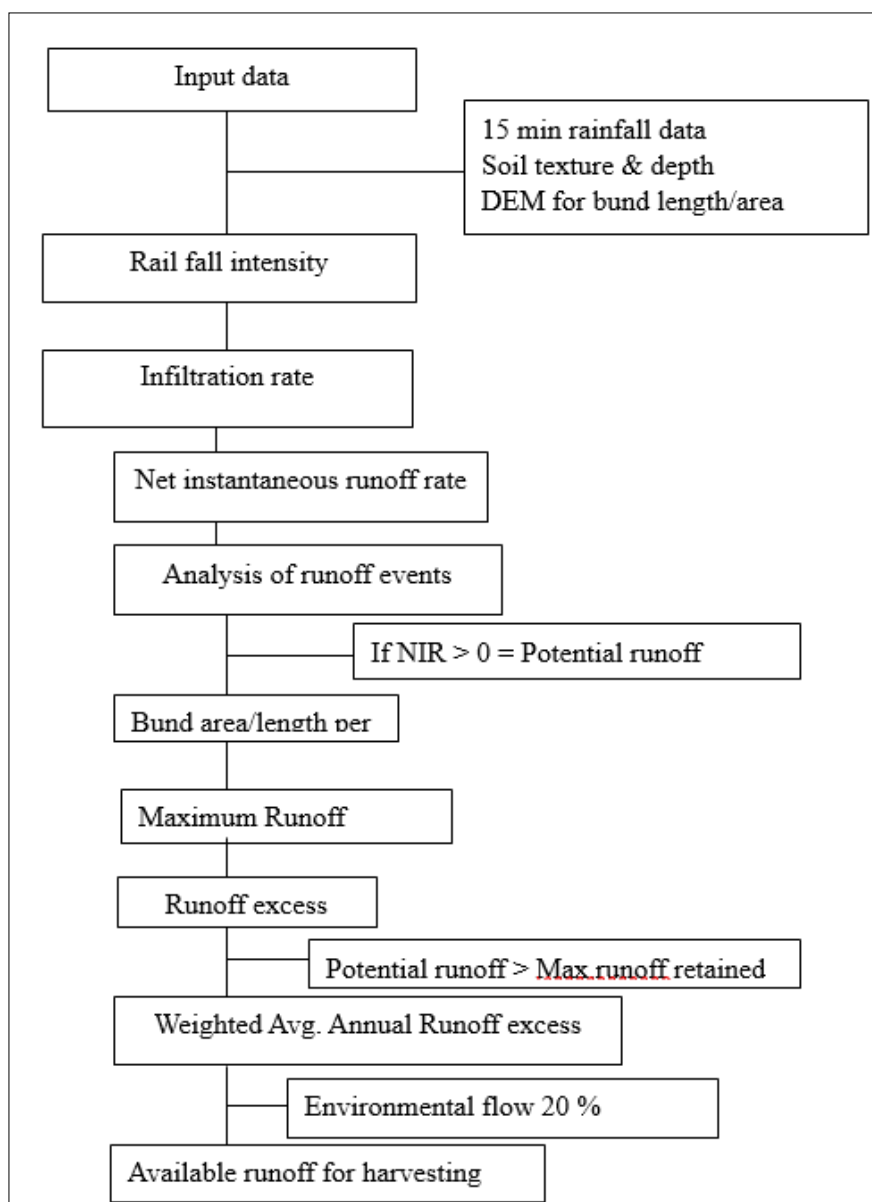 Input data
15 min rainfall data
Soil texture & depth
DEM for bund length/area
Rail fall intensity
Infiltration rate
Net instantaneous runoff rate
Analysis of runoff events
If NIR > 0 = Potential runoff
Bund area/length per
Maximum Runoff
Runoff excess
Potential runoff > Max runoff retained
Weighted Avg. Annual Runoff excess
Environmental flow 20 %
Available runoff for harvesting